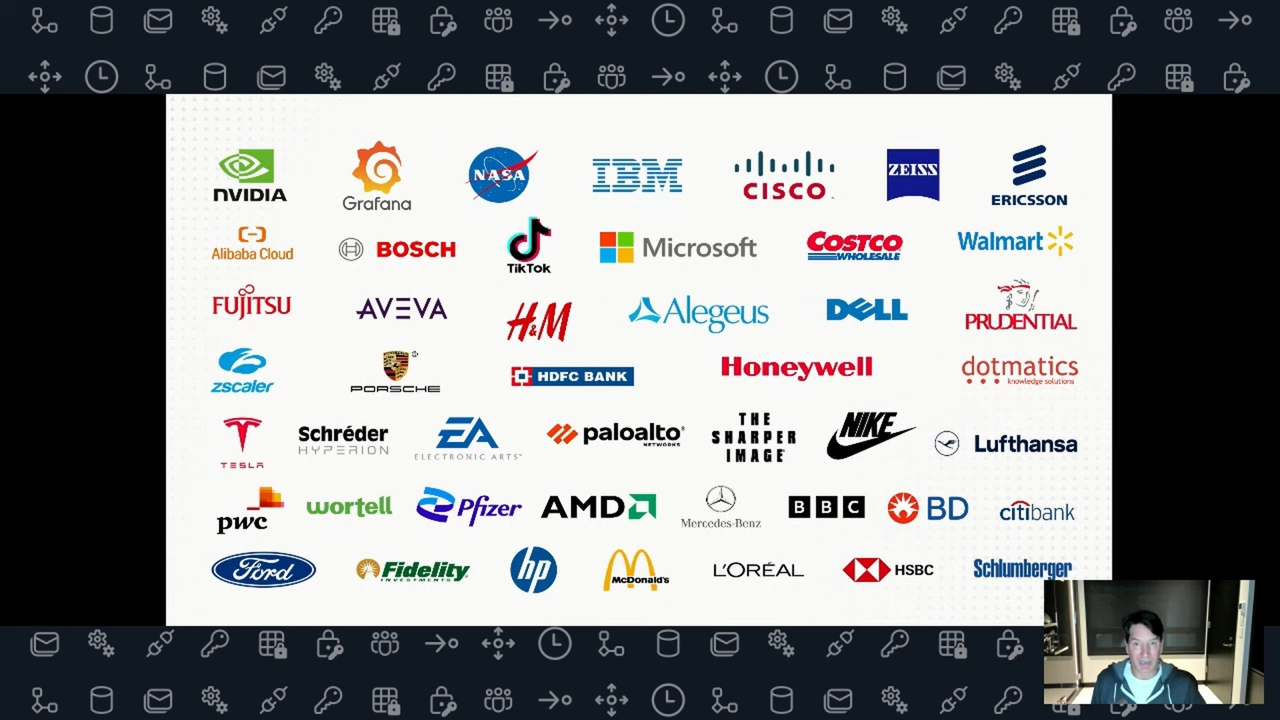 NVIDIA
Grafana
NASA
IBM
CISCO
ZEISS
ERICSSON
Alibaba Cloud
BOSCH
TikTok
Microsoft
COSTCO
WHOLESALE
Walmart
FUJITSU
AVEVA
H&M
Alegeus
DELL
PRUDENTIAL
zscaler
PORSCHE
HDFC BANK
Honeywell
dotmatics
knowledge solutions
TESLA
Schréder
HYPERION
EA
ELECTRONIC ARTS™
paloalto®
NETWORKS
THE
SHARPER
IMAGE®
NIKE
Lufthansa
pwc
wortell
Pfizer
AMD
Mercedes-Benz
BBC
BD
citibank
Ford
Fidelity
INVESTMENTS®
hp
McDonald's
L'ORÉAL
HSBC
Schlumberger